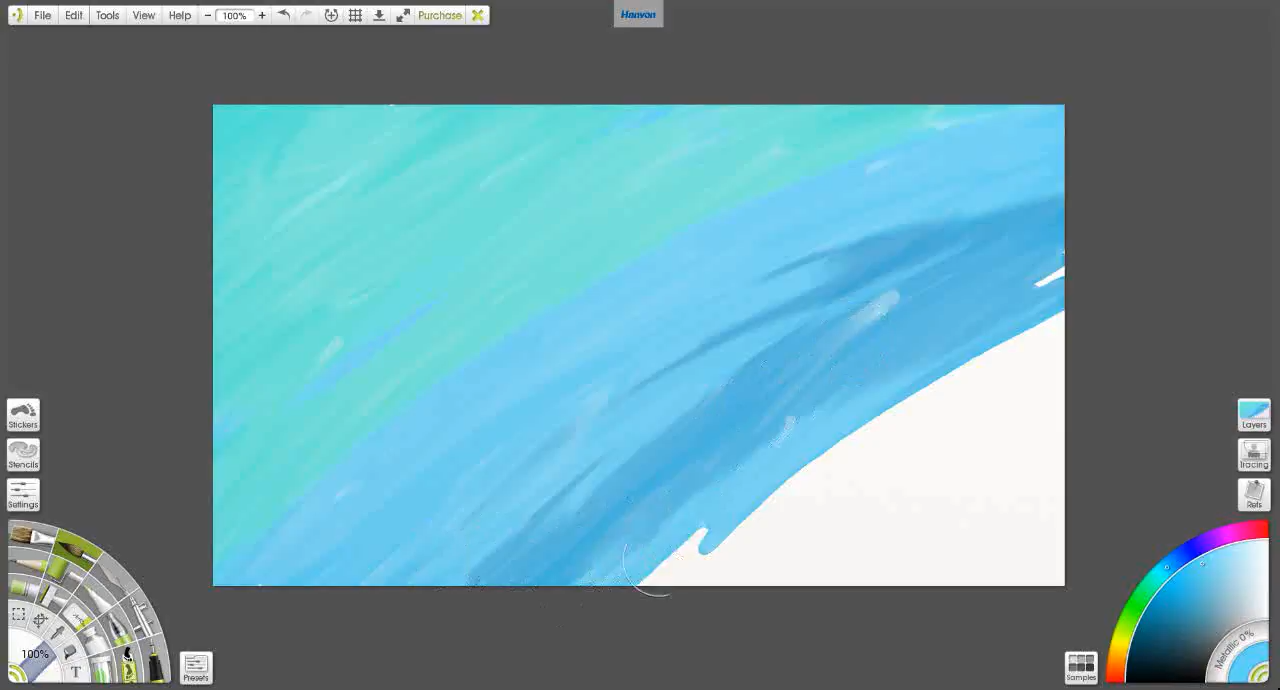 File Edit Tools View Help − 100% + Purchase
Hanvon
Stickers
Stencils
Settings
100%
T
Presets
Layers
Tracing
Refs
Metallic 0%
Samples